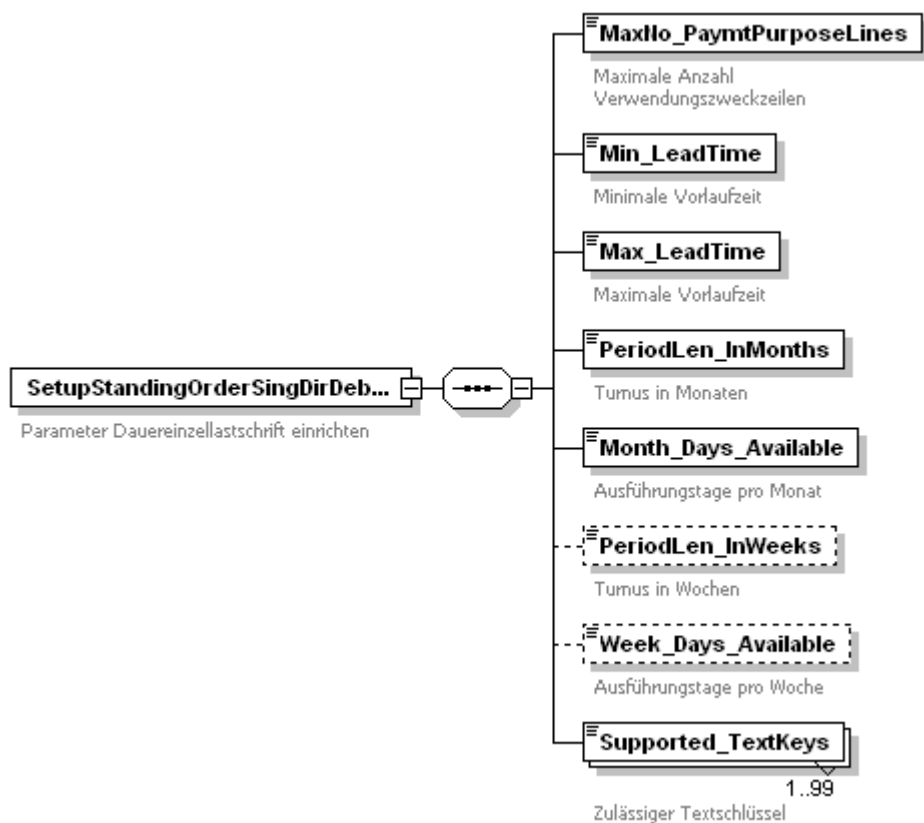 MaxNo_PaymtPurposeLines
Maximale Anzahl
Verwendungszweckzeilen
Min_LeadTime
Minimale Vorlaufzeit
Max_LeadTime
Maximale Vorlaufzeit
PeriodLen_InMonths
Turnus in Monaten
SetupStandingOrderSingDirDeb...
Parameter Dauereinzellastschrift einrichten
Month_Days_Available
Ausführungstage pro Monat
PeriodLen_InWeeks
Turnus in Wochen
Week_Days_Available
Ausführungstage pro Woche
Supported_TextKeys
1..99
Zulässiger Textschlüssel